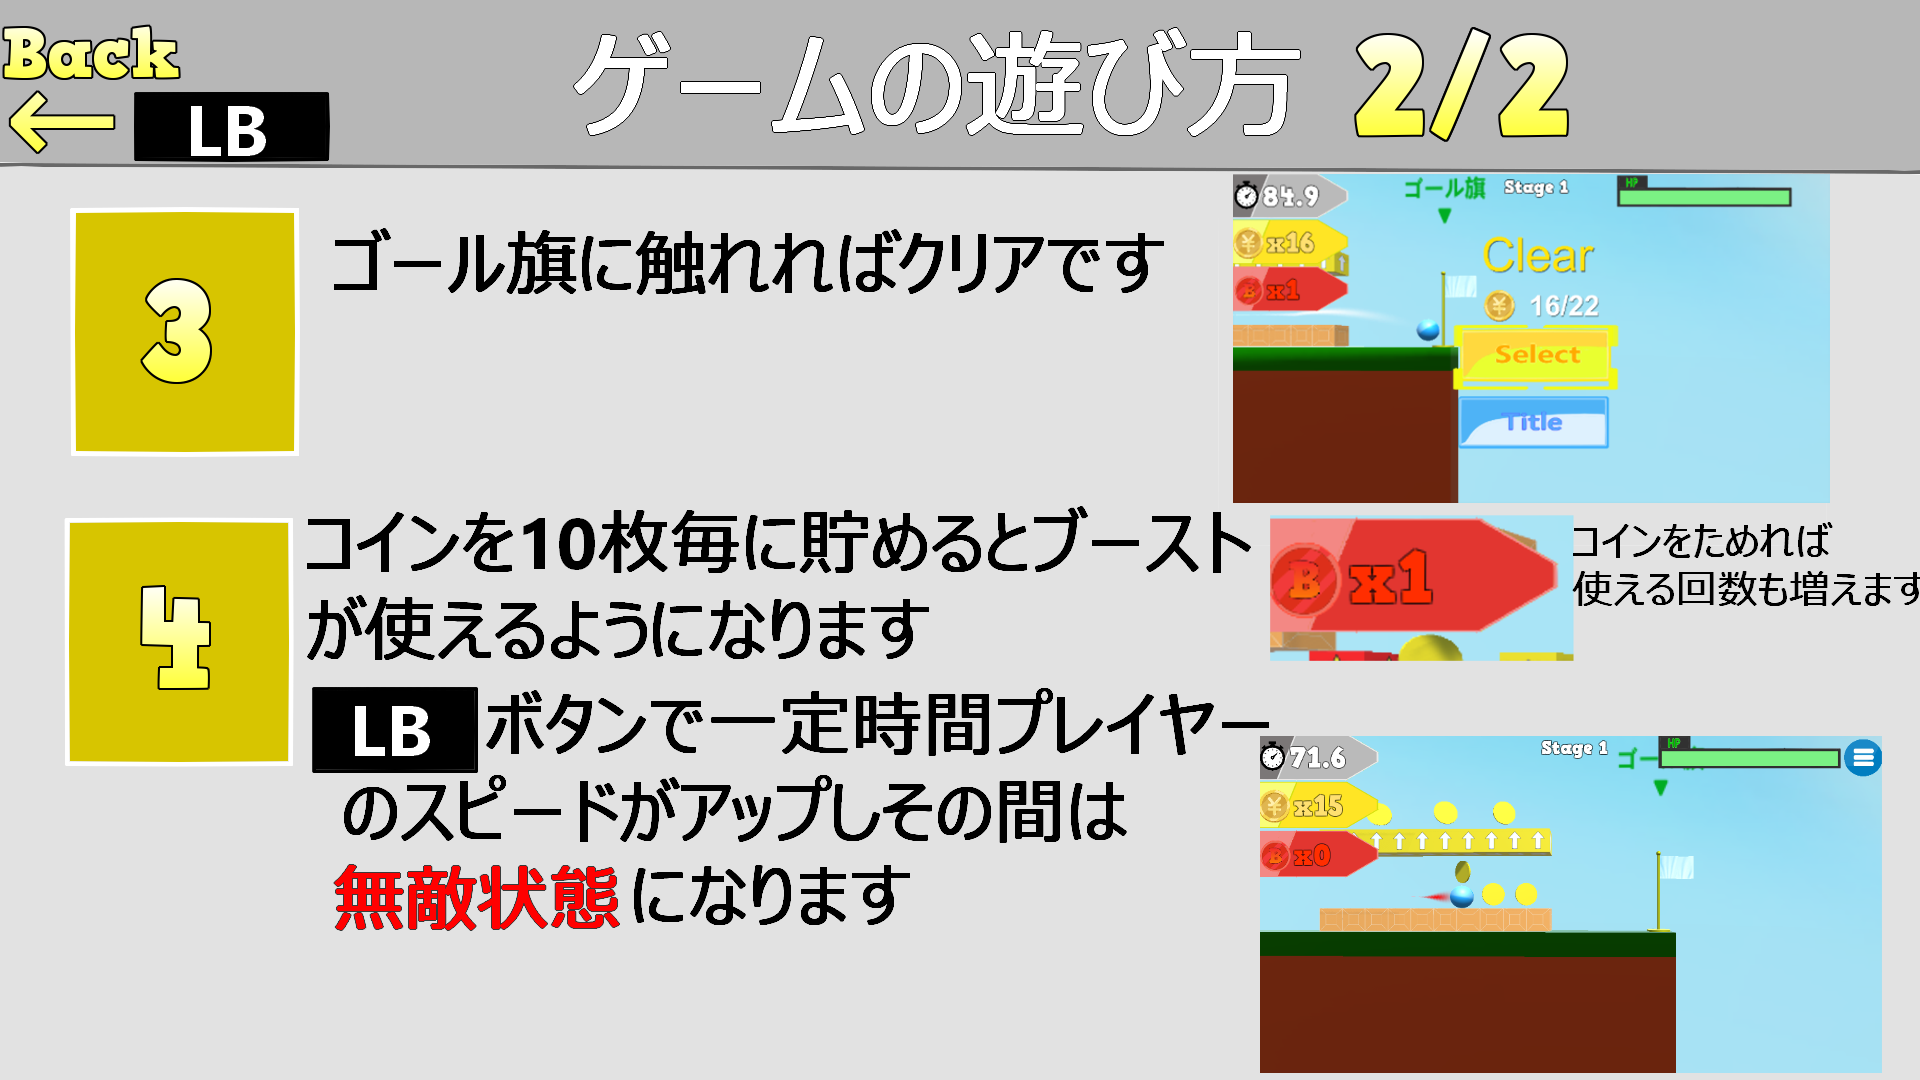 Back
← LB
ゲームの遊び方 2/2
3
ゴール旗に触れればクリアです
84.9
ゴール旗
Stage 1
HP
x16
B x1
Clear
16/22
Select
Title
4
コインを10枚毎に貯めるとブースト
が使えるようになります
B x1
コインをためれば
使える回数も増えます
LB ボタンで一定時間プレイヤー
のスピードがアップしその間は
無敵状態になります
71.6
Stage 1
ゴー
HP
x15
B x0